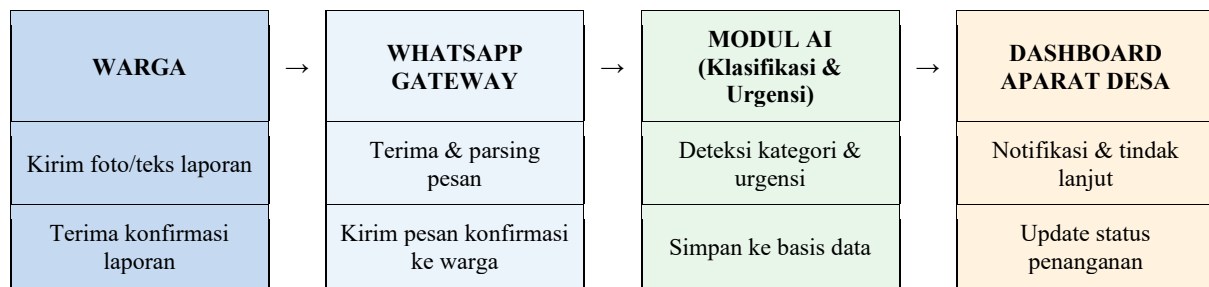 WARGA
→
WHATSAPP
GATEWAY
→
MODUL AI
(Klasifikasi &
Urgensi)
→
DASHBOARD
APARAT DESA
Kirim foto/teks laporan
Terima & parsing
pesan
Deteksi kategori &
urgensi
Notifikasi & tindak
lanjut
Terima konfirmasi
laporan
Kirim pesan konfirmasi
ke warga
Simpan ke basis data
Update status
penanganan